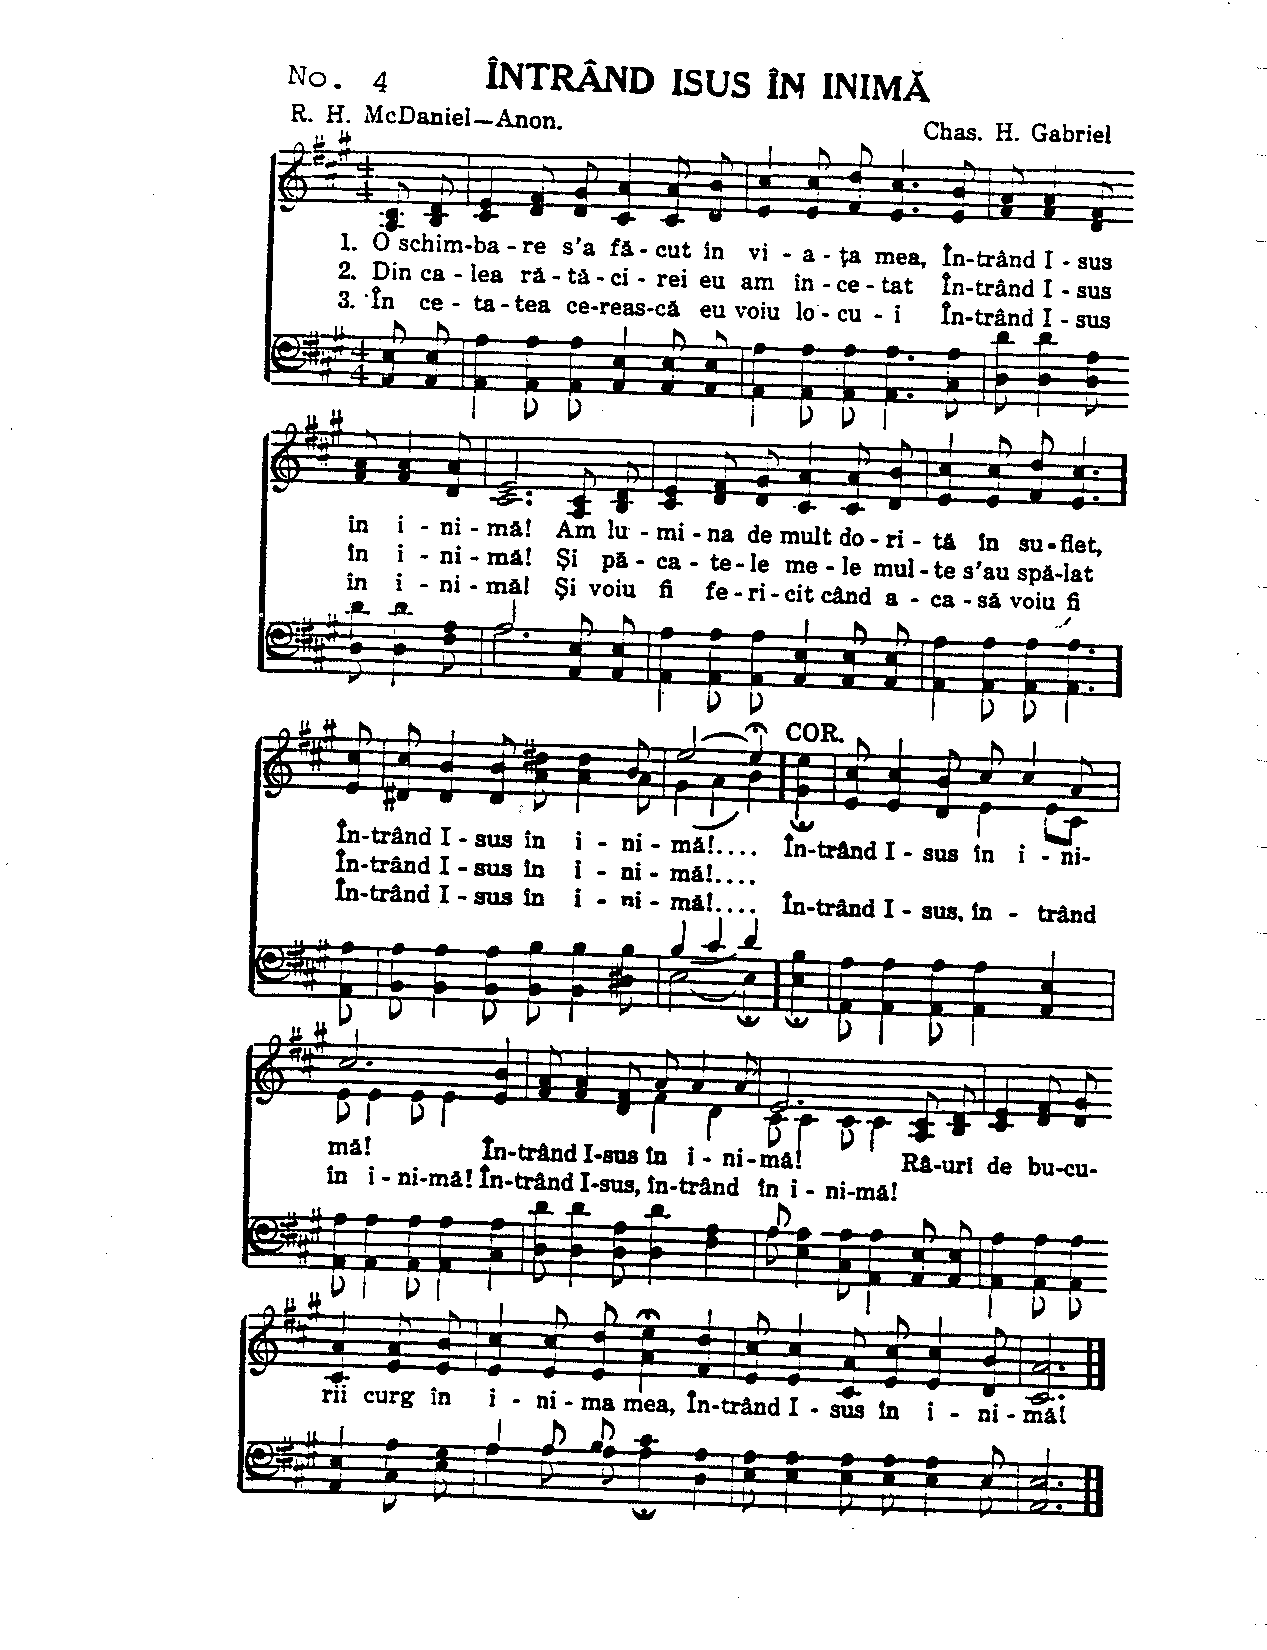 No. 4 ÎNTRÂND ISUS ÎN INIMĂ
R. H. McDaniel—Anon.
Chas. H. Gabriel
1. O schim-ba-re s'a fă-cut în vi-a-ţa mea, În-trând I-sus
2. Din ca-lea ră-tă-ci-rei eu am în-ce-tat În-trând I-sus
3. În ce-ta-tea ce-reas-că eu voiu lo-cu-i În-trând I-sus
în i-ni-mă! Am lu-mi-na de mult do-ri-tă în su-flet,
în i-ni-mă! Şi pă-ca-te-le me-le mul-te s'au spă-lat
în i-ni-mă! Şi voiu fi fe-ri-cit când a-ca-să voiu fi
COR.
În-trând I-sus în i-ni-mă!.... În-trând I-sus în i-ni-
În-trând I-sus în i-ni-mă!....
În-trând I-sus în i-ni-mă!.... În-trând I-sus, în-trând
mă! În-trând I-sus în i-ni-mă! Râ-uri de bu-cu-
în i-ni-mă! În-trând I-sus, în-trând în i-ni-mă!
rii curg în i-ni-ma mea, În-trând I-sus în i-ni-mă!